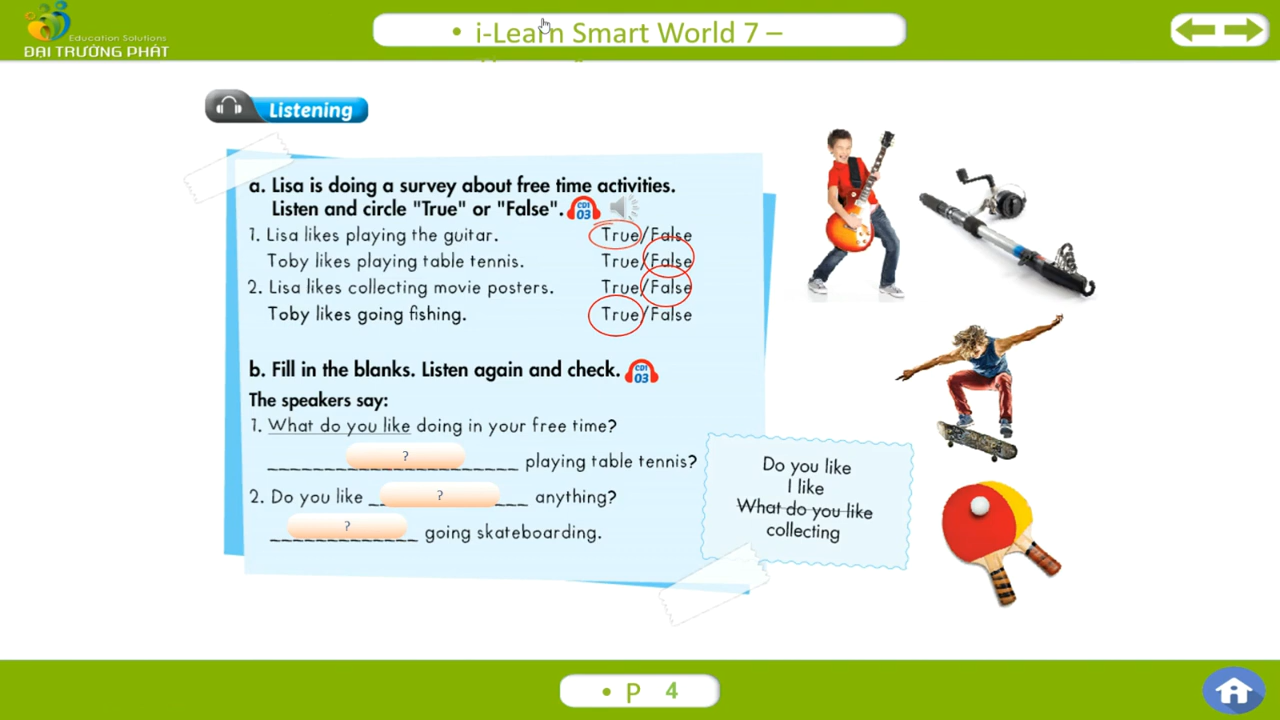 Education Solutions
ĐẠI TRƯỜNG PHÁT
• i-Learn Smart World 7 –
Listening
a. Lisa is doing a survey about free time activities.
Listen and circle "True" or "False". CD1 03
1. Lisa likes playing the guitar. True/False
Toby likes playing table tennis. True/False
2. Lisa likes collecting movie posters. True/False
Toby likes going fishing. True/False
b. Fill in the blanks. Listen again and check. CD1 03
The speakers say:
1. What do you like doing in your free time?
? playing table tennis?
2. Do you like ? anything?
? going skateboarding.
Do you like
I like
What do you like
collecting
• P 4